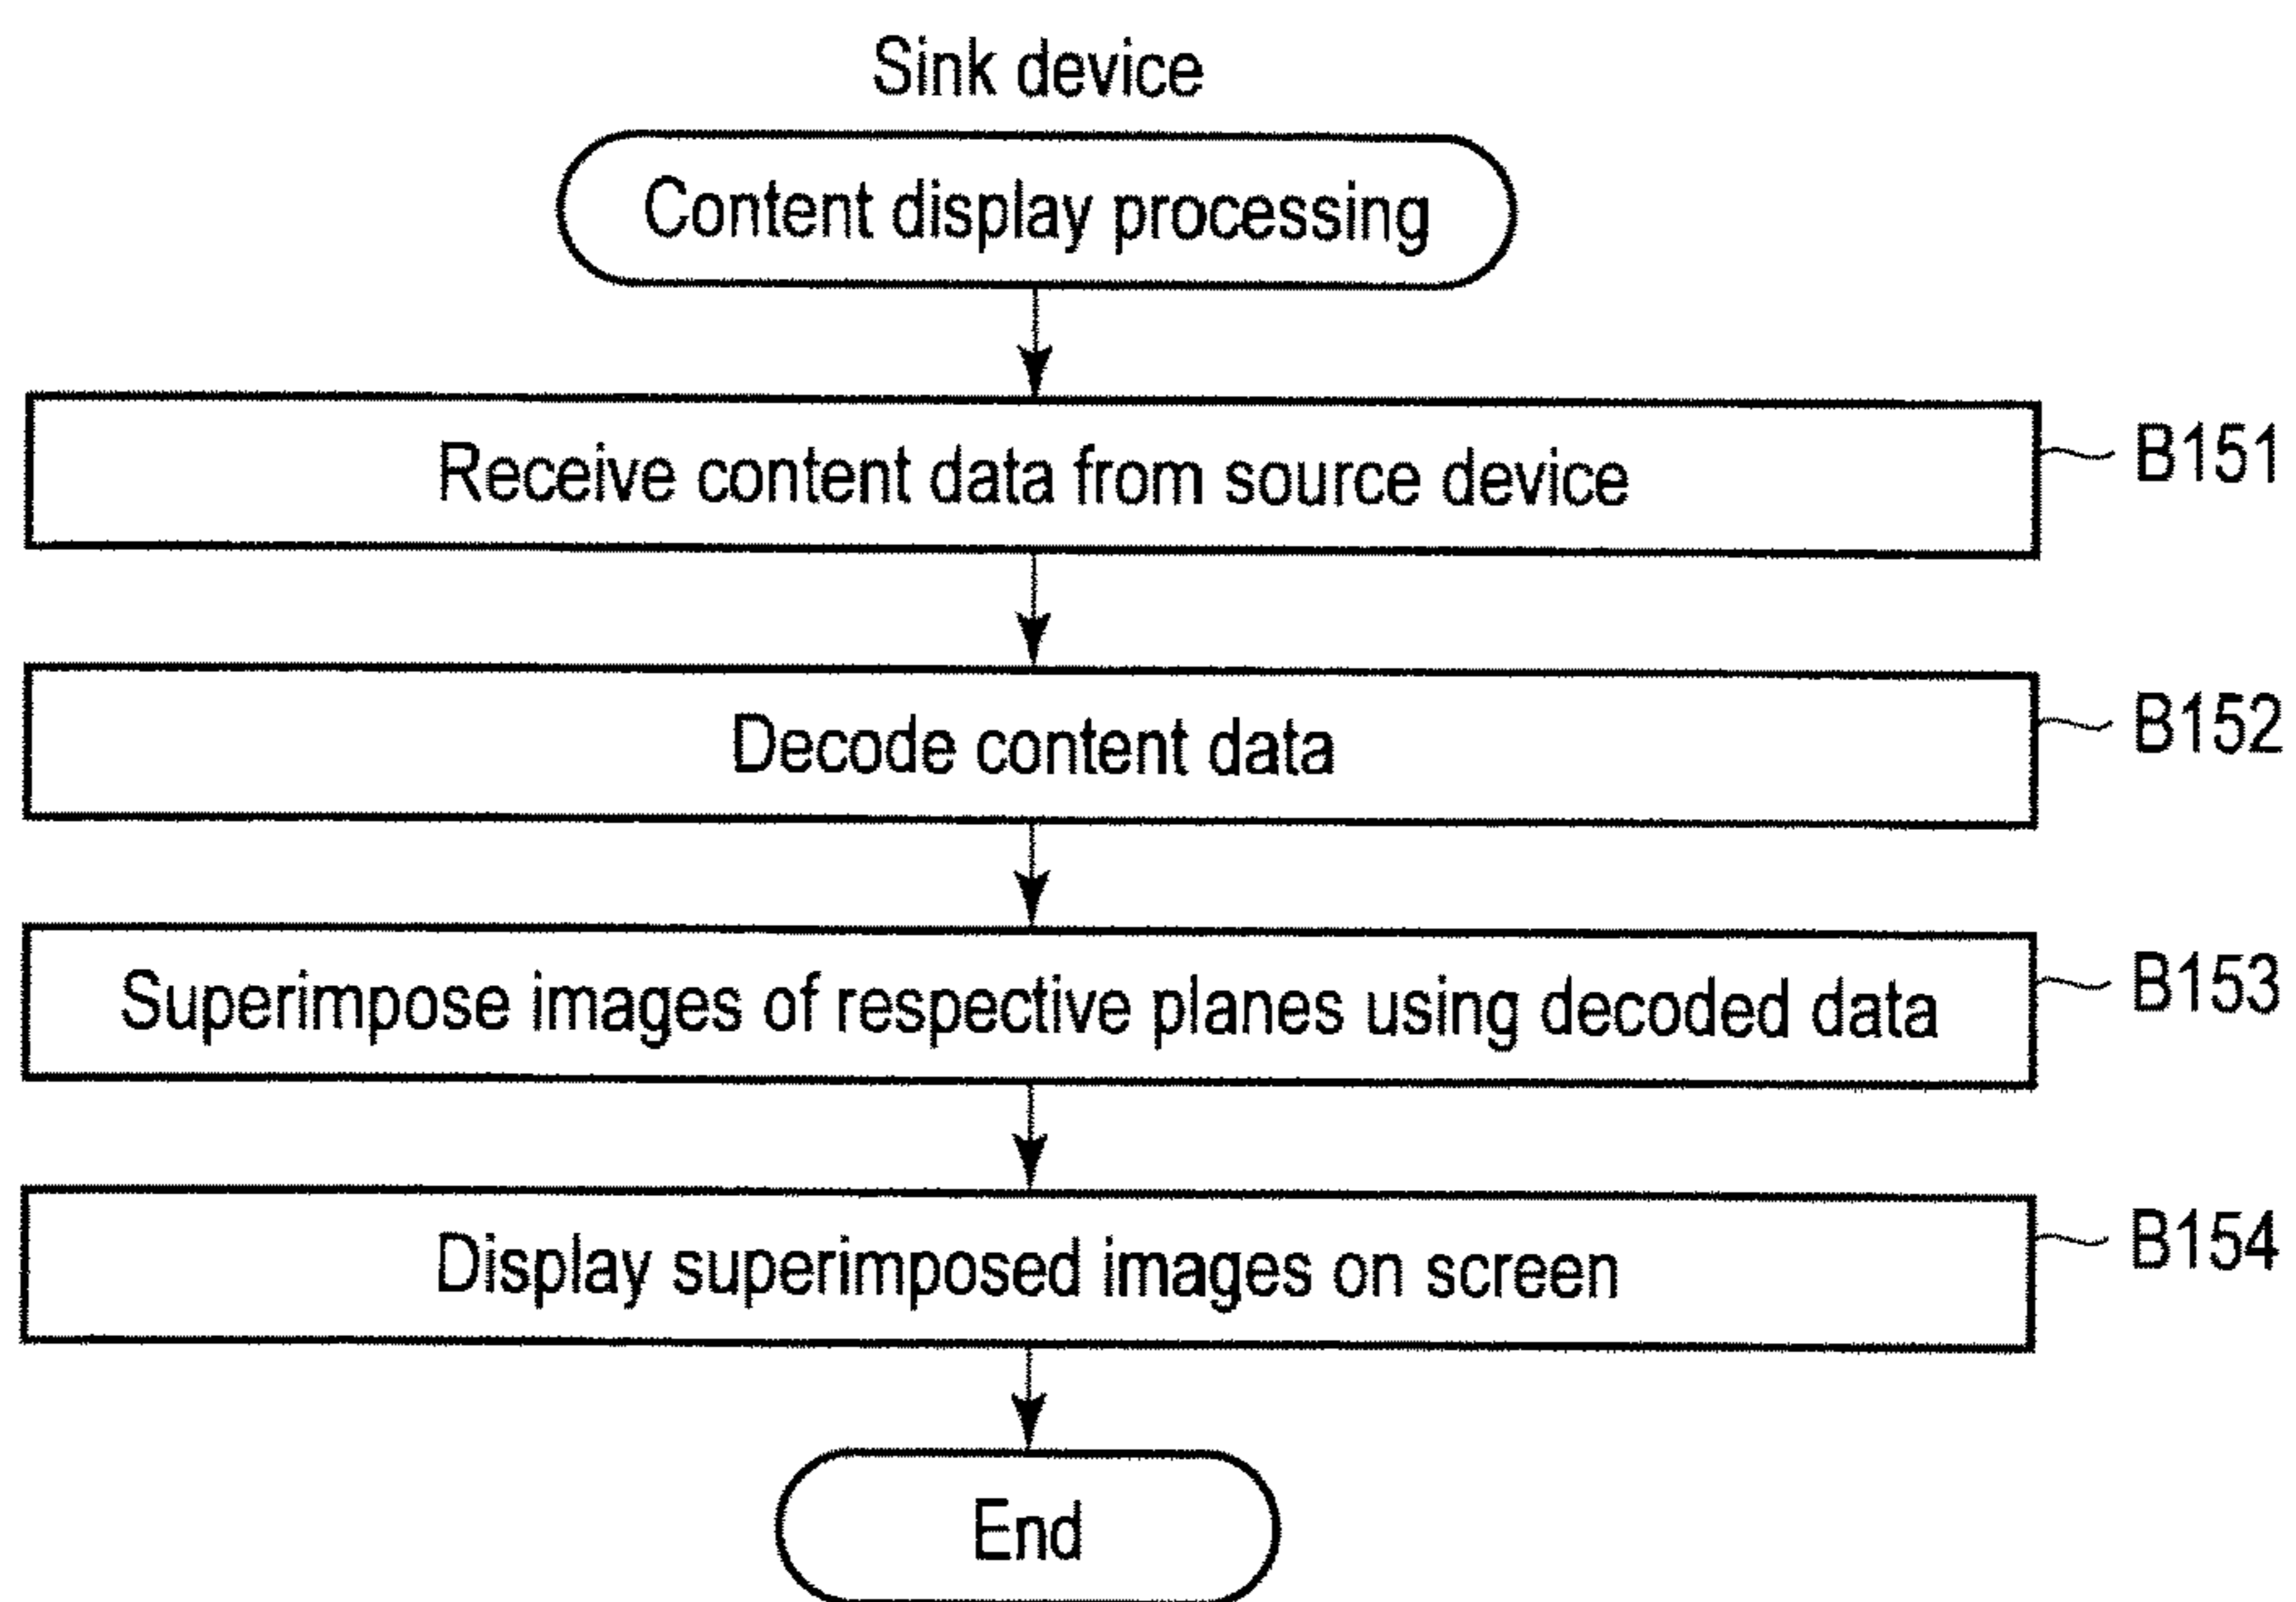 Sink device
Content display processing
Receive content data from source device
B151
Decode content data
B152
Superimpose images of respective planes using decoded data
B153
Display superimposed images on screen
B154
End